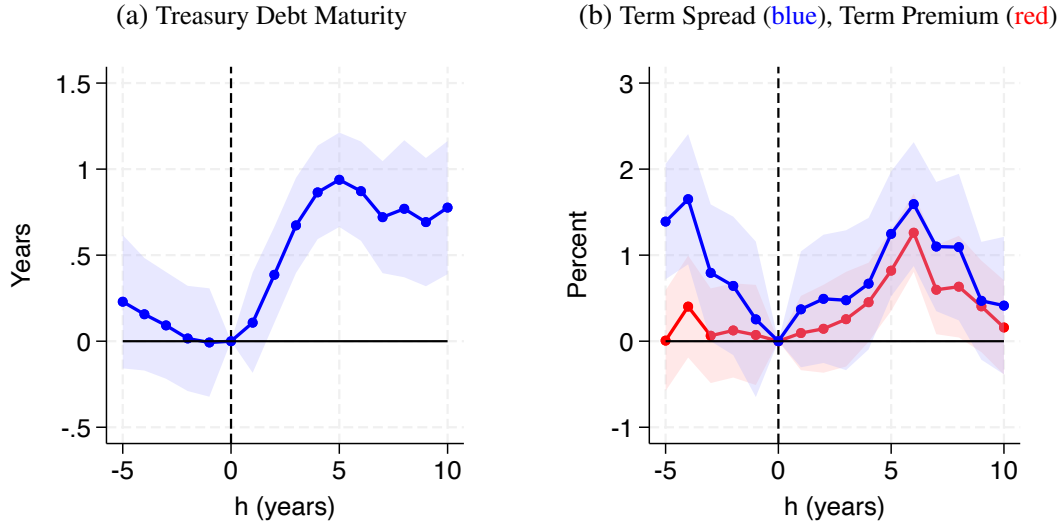 (a) Treasury Debt Maturity
1.5
1
.5
0
-.5
Years
-5 0 5 10
h (years)
(b) Term Spread (blue), Term Premium (red)
3
2
1
0
-1
Percent
-5 0 5 10
h (years)